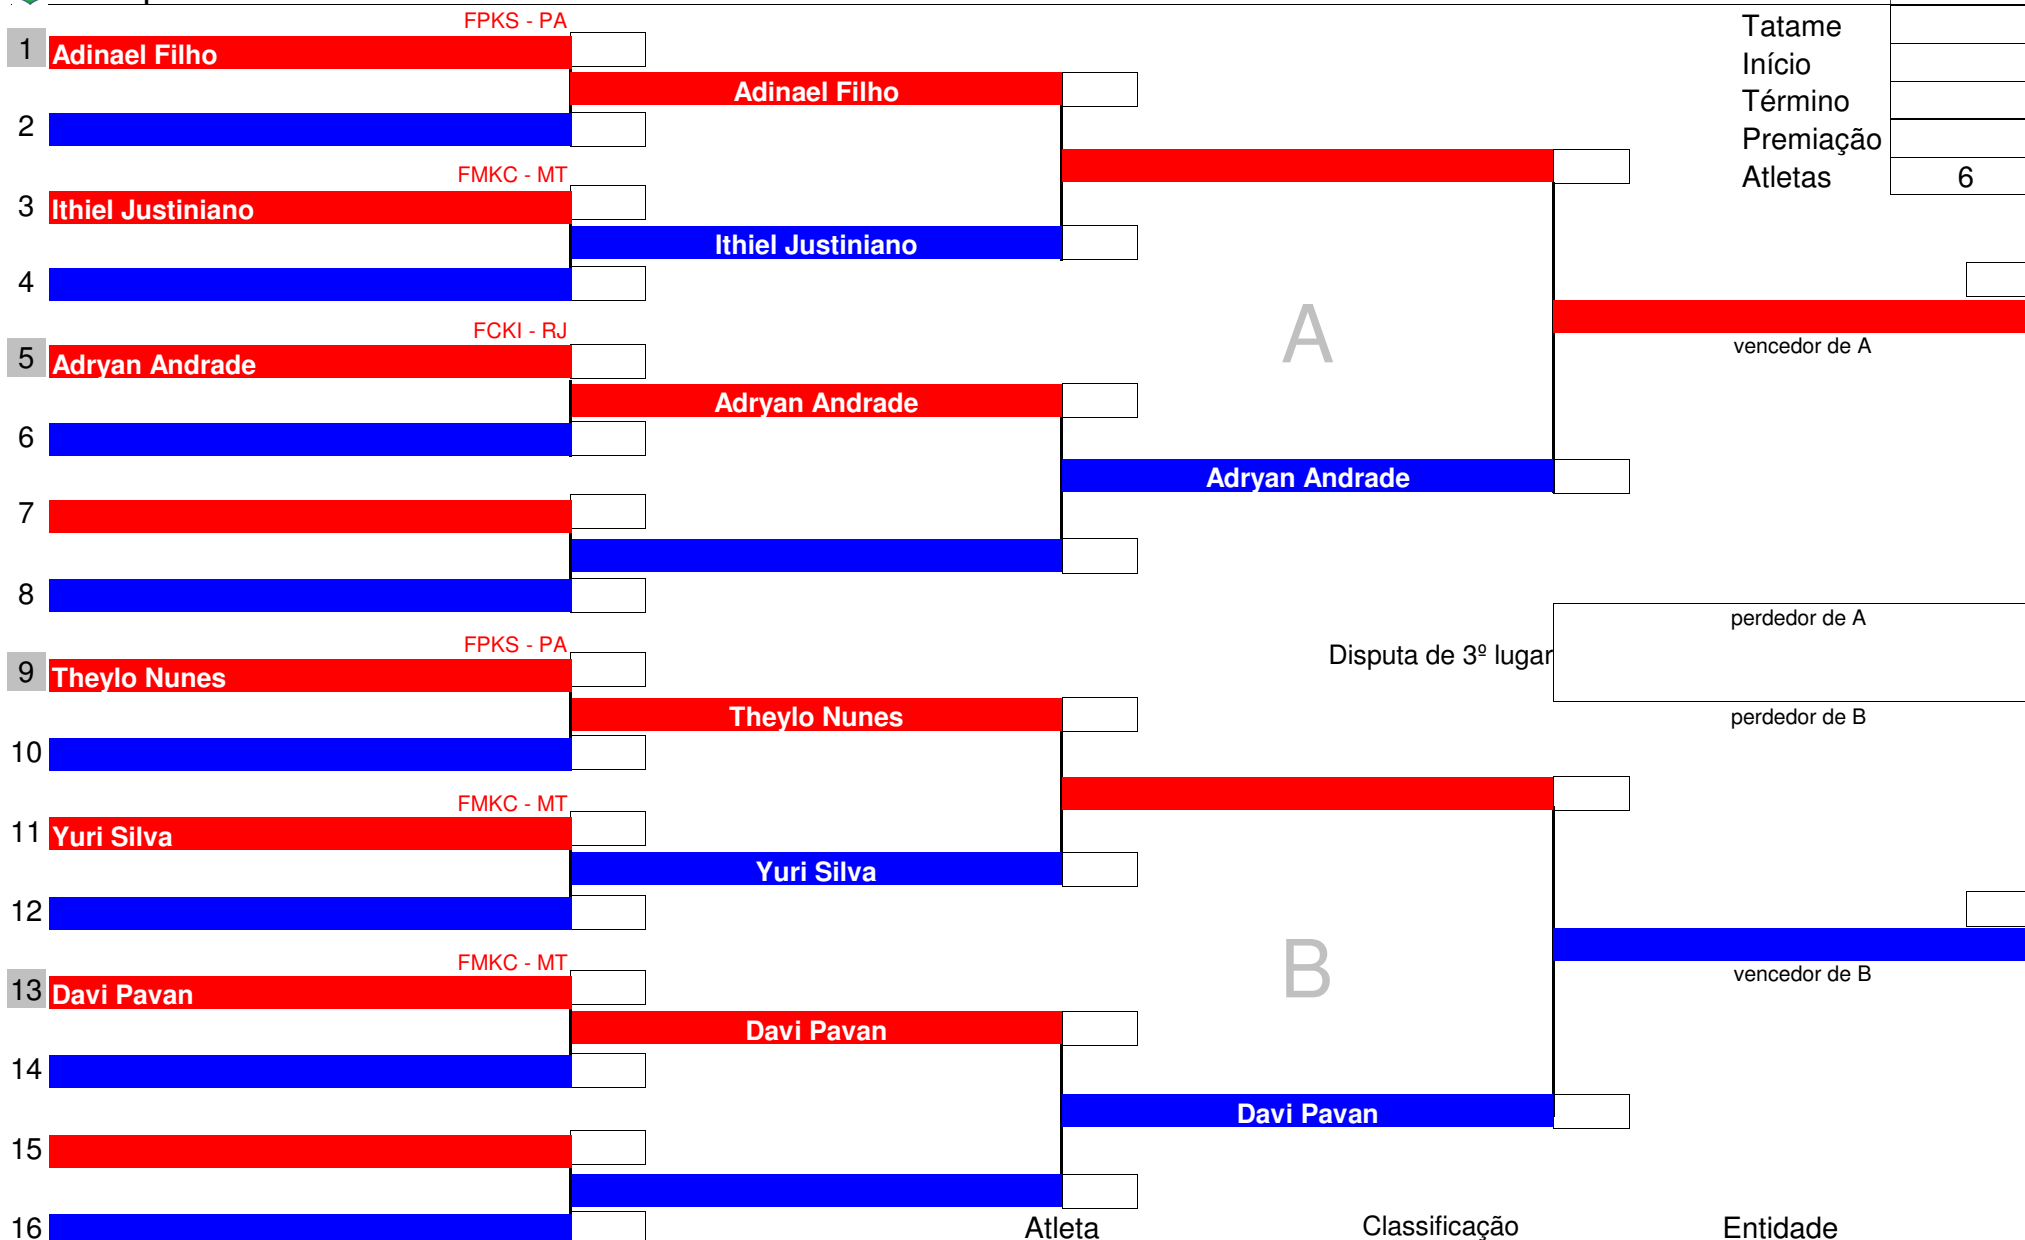 FPKS - PA
Tatame
1 Adinael Filho
Início
Adinael Filho
Término
2
Premiação
FMKC - MT
Atletas 6
3 Ithiel Justiniano
Ithiel Justiniano
4
A
FCKI - RJ
vencedor de A
5 Adryan Andrade
Adryan Andrade
6
Adryan Andrade
7
8
perdedor de A
FPKS - PA
Disputa de 3º lugar
9 Theylo Nunes
Theylo Nunes
perdedor de B
10
FMKC - MT
11 Yuri Silva
Yuri Silva
12
FMKC - MT
B
vencedor de B
13 Davi Pavan
Davi Pavan
14
Davi Pavan
15
16
Atleta Classificação Entidade